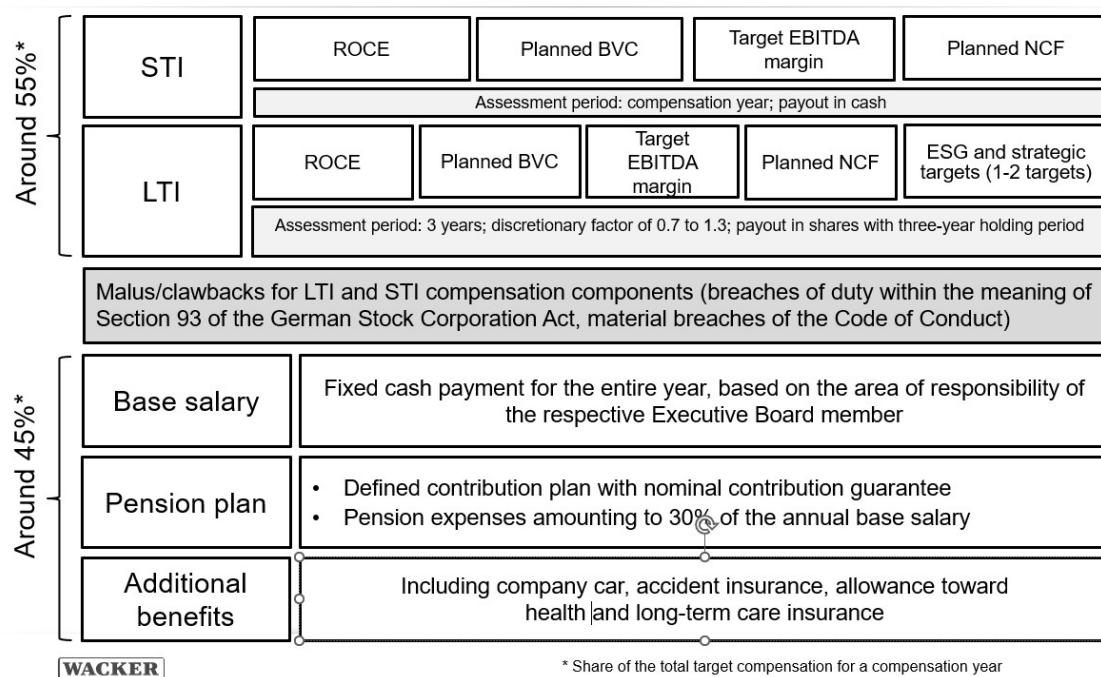 Around 55%*
STI
ROCE
Planned BVC
Target EBITDA
margin
Planned NCF
Assessment period: compensation year; payout in cash
LTI
ROCE
Planned BVC
Target
EBITDA
margin
Planned NCF
ESG and strategic
targets (1-2 targets)
Assessment period: 3 years; discretionary factor of 0.7 to 1.3; payout in shares with three-year holding period
Malus/clawbacks for LTI and STI compensation components (breaches of duty within the meaning of
Section 93 of the German Stock Corporation Act, material breaches of the Code of Conduct)
Around 45%*
Base salary
Fixed cash payment for the entire year, based on the area of responsibility of
the respective Executive Board member
Pension plan
• Defined contribution plan with nominal contribution guarantee
• Pension expenses amounting to 30% of the annual base salary
Additional
benefits
Including company car, accident insurance, allowance toward
health and long-term care insurance
WACKER
* Share of the total target compensation for a compensation year